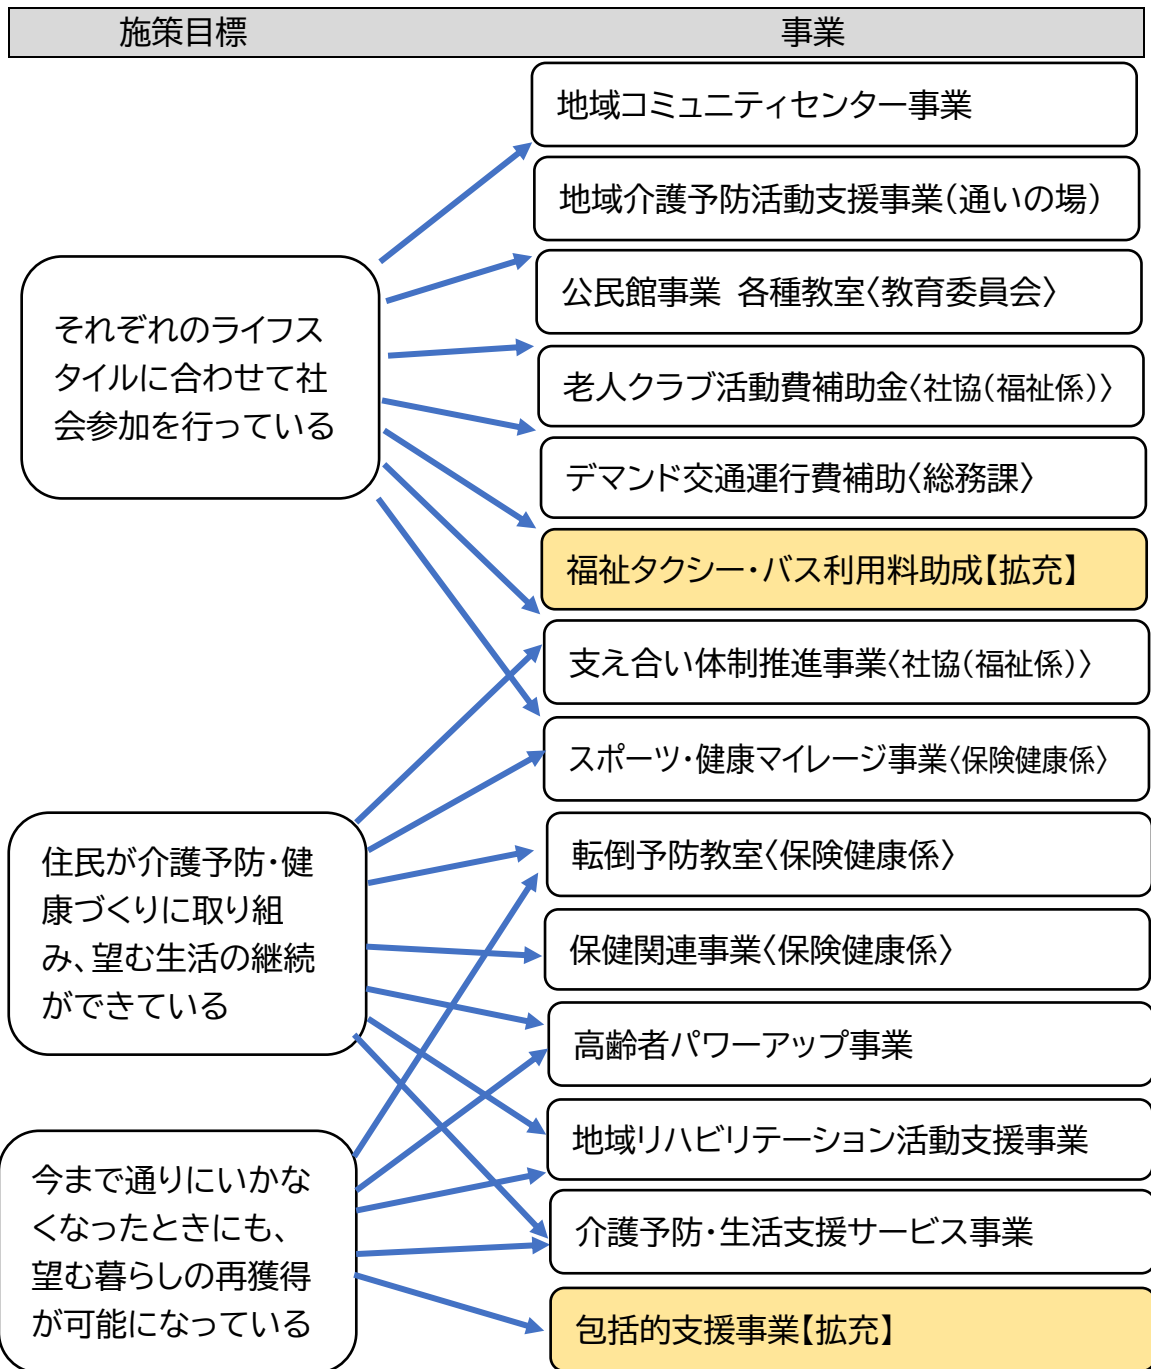 施策目標
事業
それぞれのライフス
タイルに合わせて社
会参加を行っている
住民が介護予防・健
康づくりに取り組
み、望む生活の継続
ができている
今まで通りにいかな
くなったときにも、
望む暮らしの再獲得
が可能になっている
地域コミュニティセンター事業
地域介護予防活動支援事業(通いの場)
公民館事業 各種教室〈教育委員会〉
老人クラブ活動費補助金〈社協(福祉係)〉
デマンド交通運行費補助〈総務課〉
福祉タクシー・バス利用料助成【拡充】
支え合い体制推進事業〈社協(福祉係)〉
スポーツ・健康マイレージ事業〈保険健康係〉
転倒予防教室〈保険健康係〉
保健関連事業〈保険健康係〉
高齢者パワーアップ事業
地域リハビリテーション活動支援事業
介護予防・生活支援サービス事業
包括的支援事業【拡充】